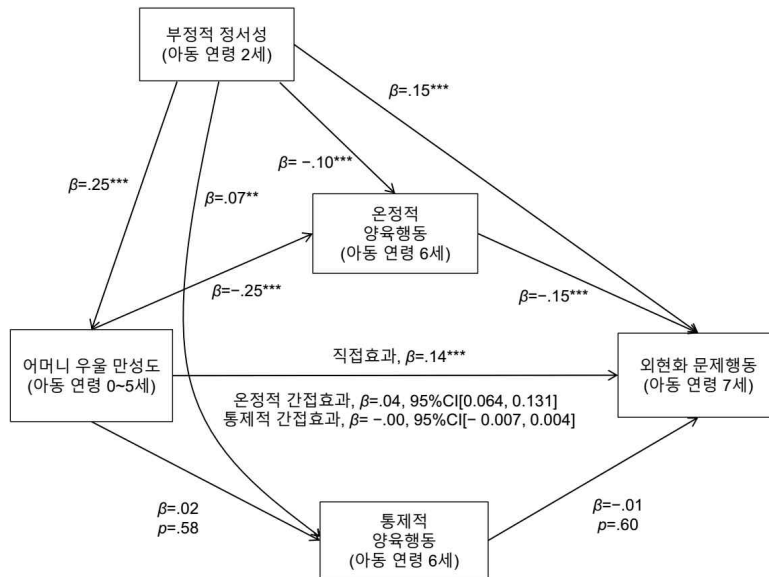 부정적 정서성
(아동 연령 2세)
β=.15***
β= −.10***
β=.25***
β=.07**
온정적
양육행동
(아동 연령 6세)
β=−.25***
β=−.15***
어머니 우울 만성도
(아동 연령 0~5세)
직접효과, β=.14***
외현화 문제행동
(아동 연령 7세)
온정적 간접효과, β=.04, 95%CI[0.064, 0.131]
통제적 간접효과, β= −.00, 95%CI[− 0.007, 0.004]
β=.02
p=.58
통제적
양육행동
(아동 연령 6세)
β=−.01
p=.60